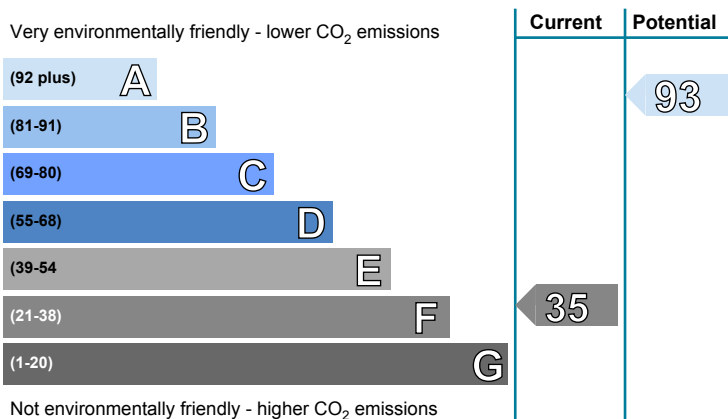 Very environmentally friendly - lower CO2 emissions
Current
Potential
(92 plus) A
93
(81-91) B
(69-80) C
(55-68) D
(39-54 E
(21-38) F
35
(1-20) G
Not environmentally friendly - higher CO2 emissions